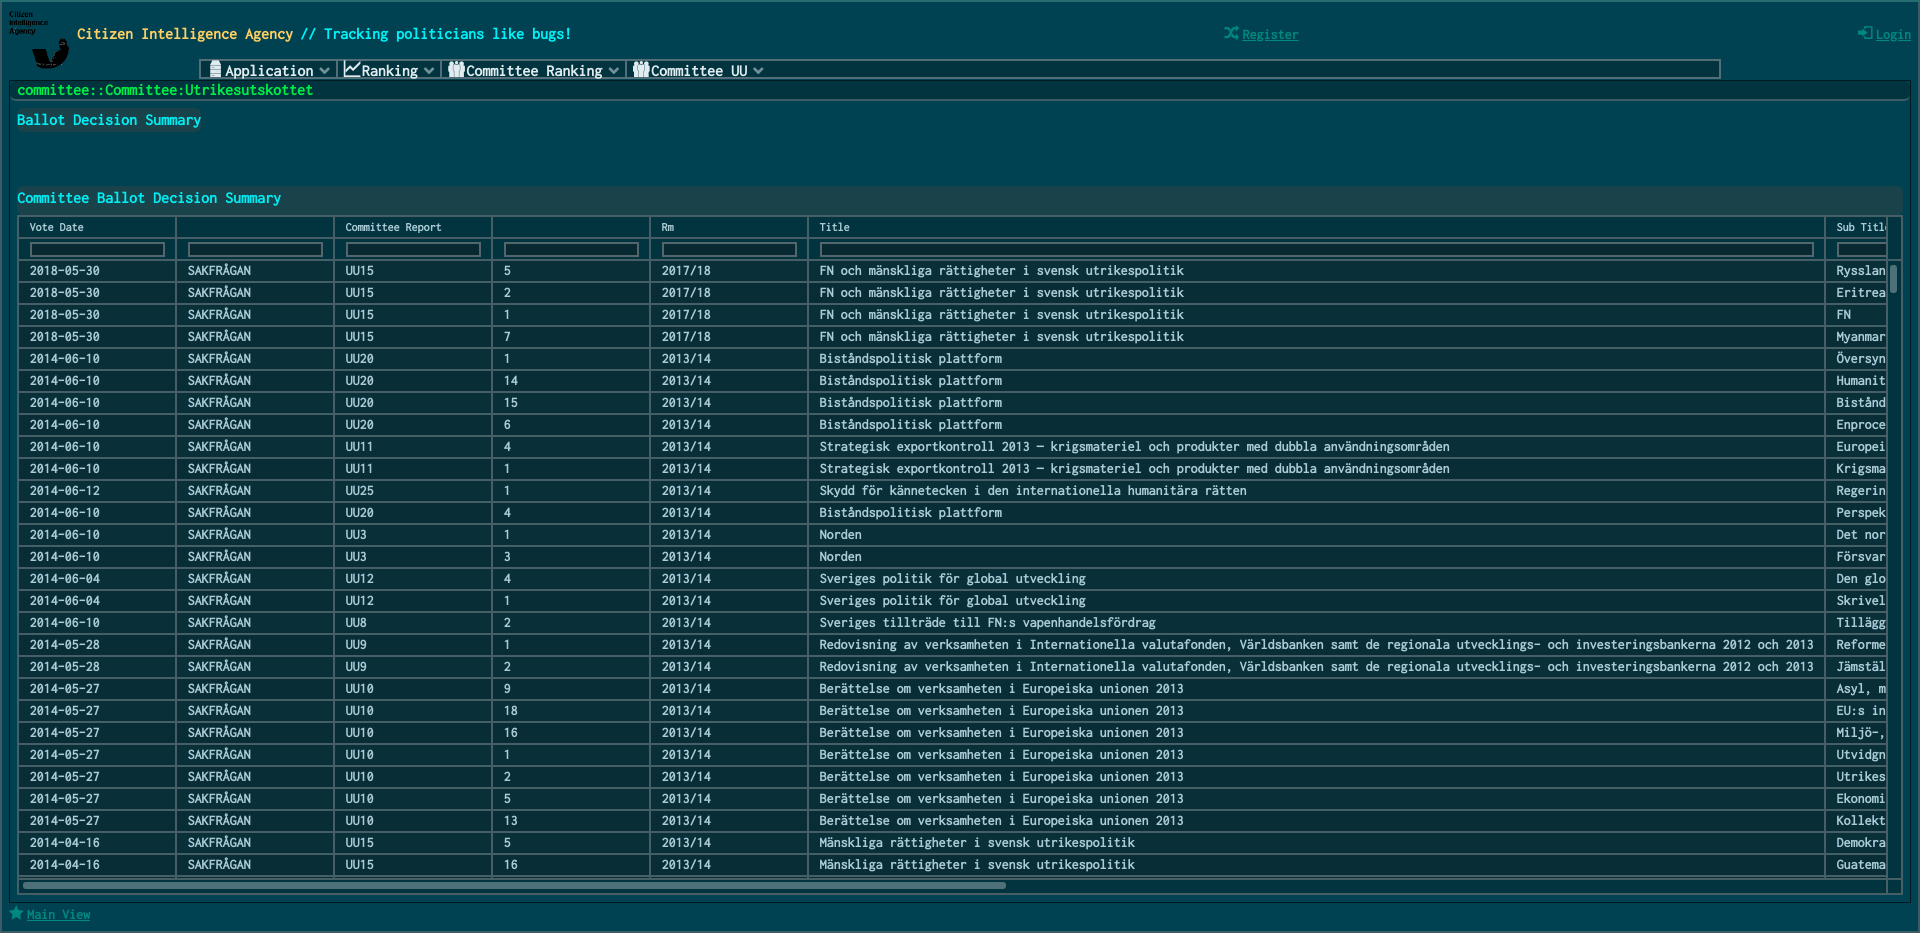 Citizen
Intelligence
Agency
Citizen Intelligence Agency // Tracking politicians like bugs!
Register
Login
Application Ranking Committee Ranking Committee UU
committee::Committee:Utrikesutskottet
Ballot Decision Summary
Committee Ballot Decision Summary
Vote Date Committee Report Rm Title Sub Title
2018-05-30 SAKFRÅGAN UU15 5 2017/18 FN och mänskliga rättigheter i svensk utrikespolitik Rysslan
2018-05-30 SAKFRÅGAN UU15 2 2017/18 FN och mänskliga rättigheter i svensk utrikespolitik Eritrea
2018-05-30 SAKFRÅGAN UU15 1 2017/18 FN och mänskliga rättigheter i svensk utrikespolitik FN
2018-05-30 SAKFRÅGAN UU15 7 2017/18 FN och mänskliga rättigheter i svensk utrikespolitik Myanmar
2014-06-10 SAKFRÅGAN UU20 1 2013/14 Biståndspolitisk plattform Översyn
2014-06-10 SAKFRÅGAN UU20 14 2013/14 Biståndspolitisk plattform Humanit
2014-06-10 SAKFRÅGAN UU20 15 2013/14 Biståndspolitisk plattform Bistånd
2014-06-10 SAKFRÅGAN UU20 6 2013/14 Biståndspolitisk plattform Enproce
2014-06-10 SAKFRÅGAN UU11 4 2013/14 Strategisk exportkontroll 2013 – krigsmateriel och produkter med dubbla användningsområden Europei
2014-06-10 SAKFRÅGAN UU11 1 2013/14 Strategisk exportkontroll 2013 – krigsmateriel och produkter med dubbla användningsområden Krigsma
2014-06-12 SAKFRÅGAN UU25 1 2013/14 Skydd för kännetecken i den internationella humanitära rätten Regerin
2014-06-10 SAKFRÅGAN UU20 4 2013/14 Biståndspolitisk plattform Perspek
2014-06-10 SAKFRÅGAN UU3 1 2013/14 Norden Det nor
2014-06-10 SAKFRÅGAN UU3 3 2013/14 Norden Försvar
2014-06-04 SAKFRÅGAN UU12 4 2013/14 Sveriges politik för global utveckling Den glo
2014-06-04 SAKFRÅGAN UU12 1 2013/14 Sveriges politik för global utveckling Skrivel
2014-06-10 SAKFRÅGAN UU8 2 2013/14 Sveriges tillträde till FN:s vapenhandelsfördrag Tillägg
2014-05-28 SAKFRÅGAN UU9 1 2013/14 Redovisning av verksamheten i Internationella valutafonden, Världsbanken samt de regionala utvecklings- och investeringsbankerna 2012 och 2013 Reforme
2014-05-28 SAKFRÅGAN UU9 2 2013/14 Redovisning av verksamheten i Internationella valutafonden, Världsbanken samt de regionala utvecklings- och investeringsbankerna 2012 och 2013 Jämstäl
2014-05-27 SAKFRÅGAN UU10 9 2013/14 Berättelse om verksamheten i Europeiska unionen 2013 Asyl, m
2014-05-27 SAKFRÅGAN UU10 18 2013/14 Berättelse om verksamheten i Europeiska unionen 2013 EU:s in
2014-05-27 SAKFRÅGAN UU10 16 2013/14 Berättelse om verksamheten i Europeiska unionen 2013 Miljö-,
2014-05-27 SAKFRÅGAN UU10 1 2013/14 Berättelse om verksamheten i Europeiska unionen 2013 Utvidgn
2014-05-27 SAKFRÅGAN UU10 2 2013/14 Berättelse om verksamheten i Europeiska unionen 2013 Utrikes
2014-05-27 SAKFRÅGAN UU10 5 2013/14 Berättelse om verksamheten i Europeiska unionen 2013 Ekonomi
2014-05-27 SAKFRÅGAN UU10 13 2013/14 Berättelse om verksamheten i Europeiska unionen 2013 Kollekt
2014-04-16 SAKFRÅGAN UU15 5 2013/14 Mänskliga rättigheter i svensk utrikespolitik Demokra
2014-04-16 SAKFRÅGAN UU15 16 2013/14 Mänskliga rättigheter i svensk utrikespolitik Guatema
Main View